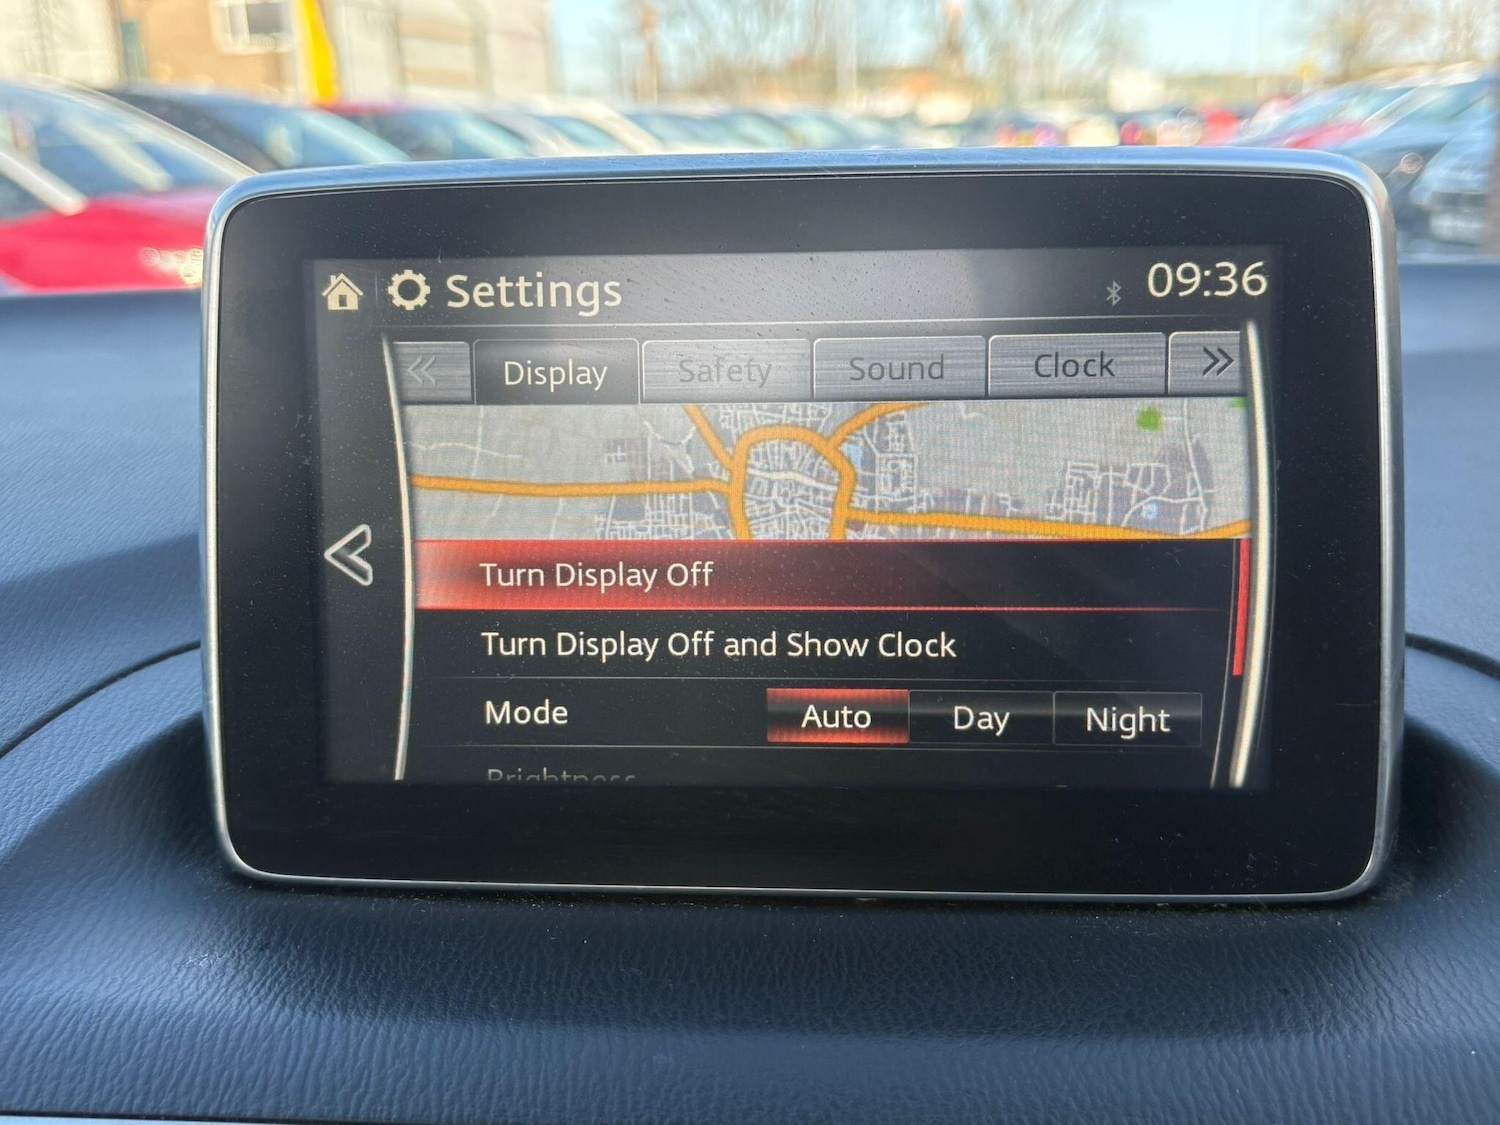 Settings
09:36
Display Safety Sound Clock
Turn Display Off
Turn Display Off and Show Clock
Mode Auto Day Night
Brightness